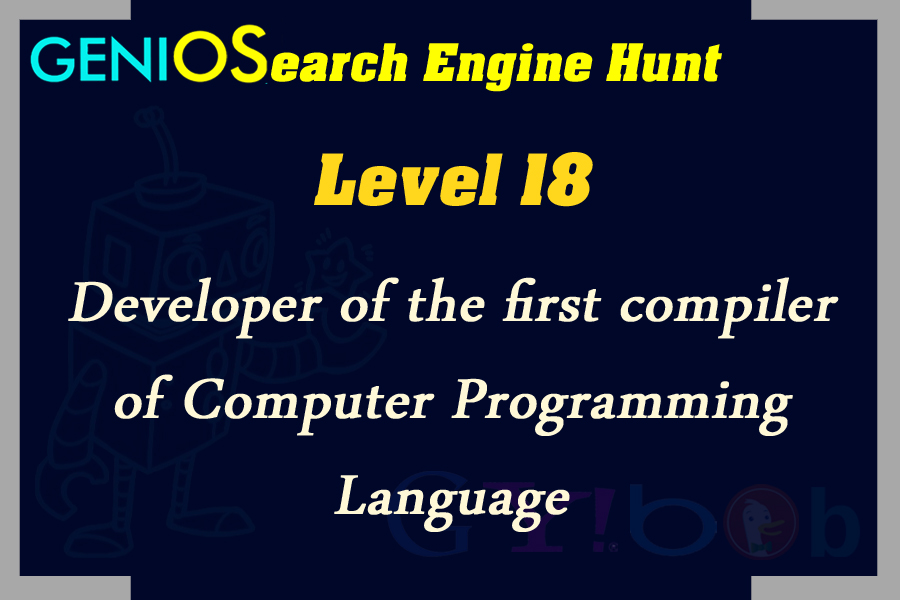 GENIOSearch Engine Hunt
Level 18
Developer of the first compiler
of Computer Programming
Language
G Y! b b